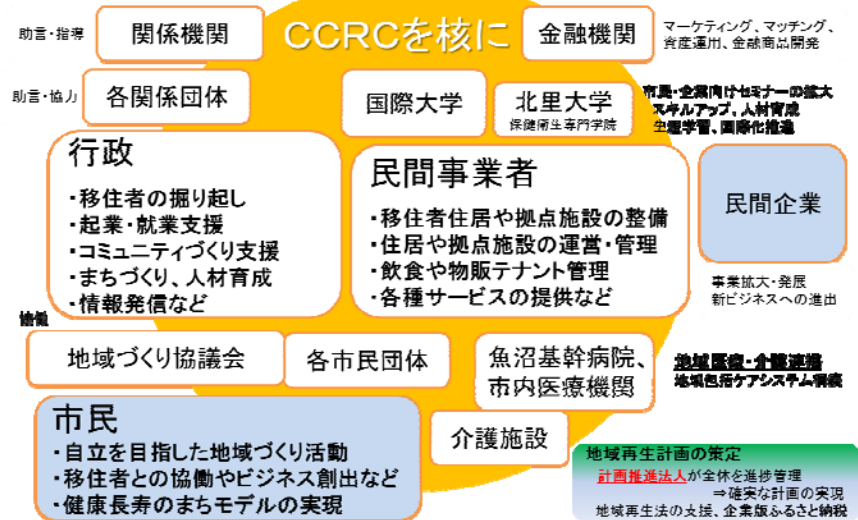 CCRCを核に
助言・指導
関係機関
金融機関
マーケティング、マッチング、
資産運用、金融商品開発
助言・協力
各関係団体
国際大学
北里大学
保健衛生専門学院
市民・企業向けセミナーの拡大
スキルアップ、人材育成
生涯学習、国際化推進
行政
・移住者の掘り起し
・起業・就業支援
・コミュニティづくり支援
・まちづくり、人材育成
・情報発信など
民間事業者
・移住者住居や拠点施設の整備
・住居や拠点施設の運営・管理
・飲食や物販テナント管理
・各種サービスの提供など
民間企業
事業拡大・発展
新ビジネスへの進出
協働
地域づくり協議会
各市民団体
魚沼基幹病院、
市内医療機関
地域医療・介護連携
地域包括ケアシステム構築
市民
・自立を目指した地域づくり活動
・移住者との協働やビジネス創出など
・健康長寿のまちモデルの実現
介護施設
地域再生計画の策定
計画推進法人が全体を進捗管理
⇒確実な計画の実現
地域再生法の支援、企業版ふるさと納税